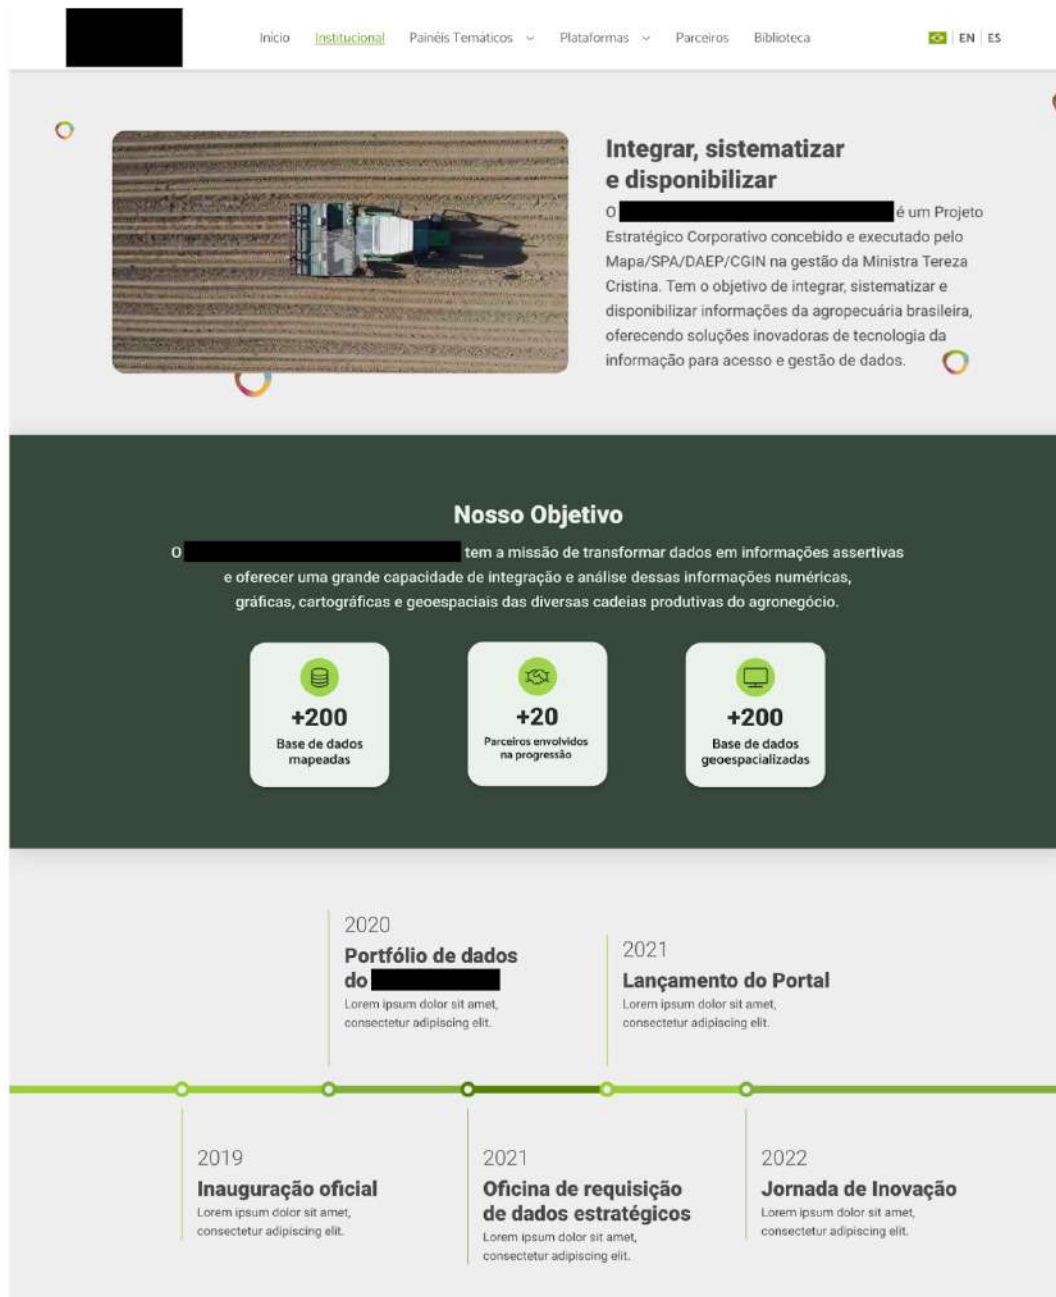 Início Institucional Painéis Temáticos Plataformas Parceiros Biblioteca EN ES
Integrar, sistematizar
e disponibilizar
O é um Projeto
Estratégico Corporativo concebido e executado pelo
Mapa/SPA/DAEP/CGIN na gestão da Ministra Tereza
Cristina. Tem o objetivo de integrar, sistematizar e
disponibilizar informações da agropecuária brasileira,
oferecendo soluções inovadoras de tecnologia da
informação para acesso e gestão de dados.
Nosso Objetivo
O tem a missão de transformar dados em informações assertivas
e oferecer uma grande capacidade de integração e análise dessas informações numéricas,
gráficas, cartográficas e geoespaciais das diversas cadeias produtivas do agronegócio.
+200
Base de dados
mapeadas
+20
Parceiros envolvidos
na progressão
+200
Base de dados
geoespacializadas
2020
Portfólio de dados
do
Lorem ipsum dolor sit amet,
consectetur adipiscing elit.
2021
Lançamento do Portal
Lorem ipsum dolor sit amet,
consectetur adipiscing elit.
2019
Inauguração oficial
Lorem ipsum dolor sit amet,
consectetur adipiscing elit.
2021
Oficina de requisição
de dados estratégicos
Lorem ipsum dolor sit amet,
consectetur adipiscing elit.
2022
Jornada de Inovação
Lorem ipsum dolor sit amet,
consectetur adipiscing elit.